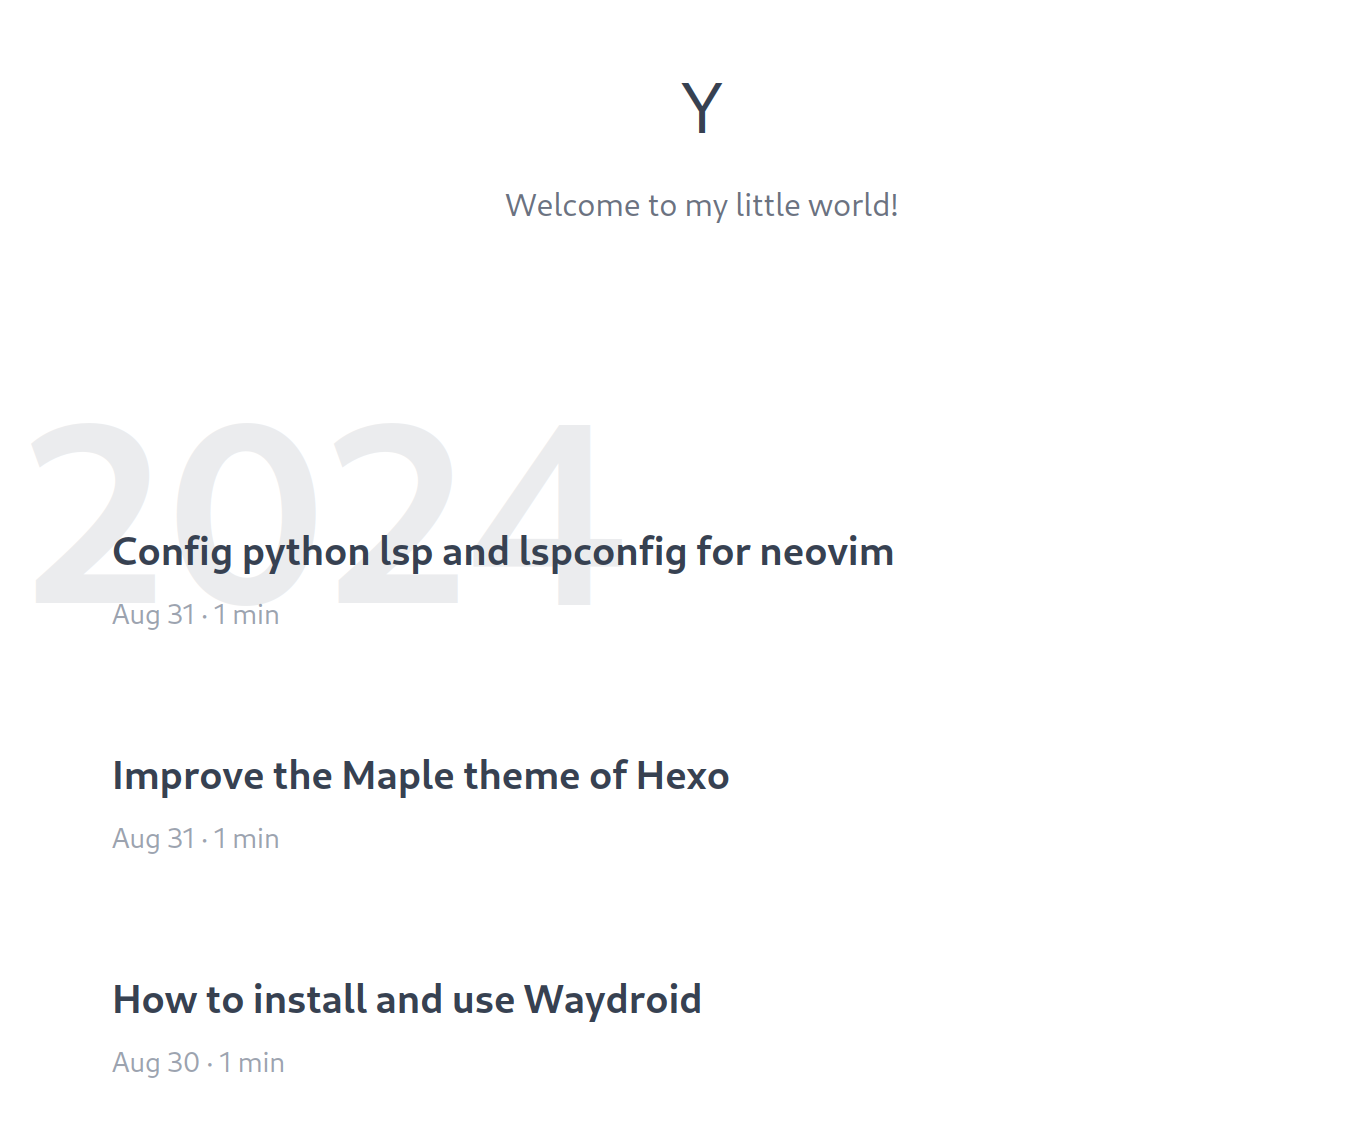 Y
Welcome to my little world!
2024
Config python lsp and lspconfig for neovim
Aug 31 · 1 min
Improve the Maple theme of Hexo
Aug 31 · 1 min
How to install and use Waydroid
Aug 30 · 1 min